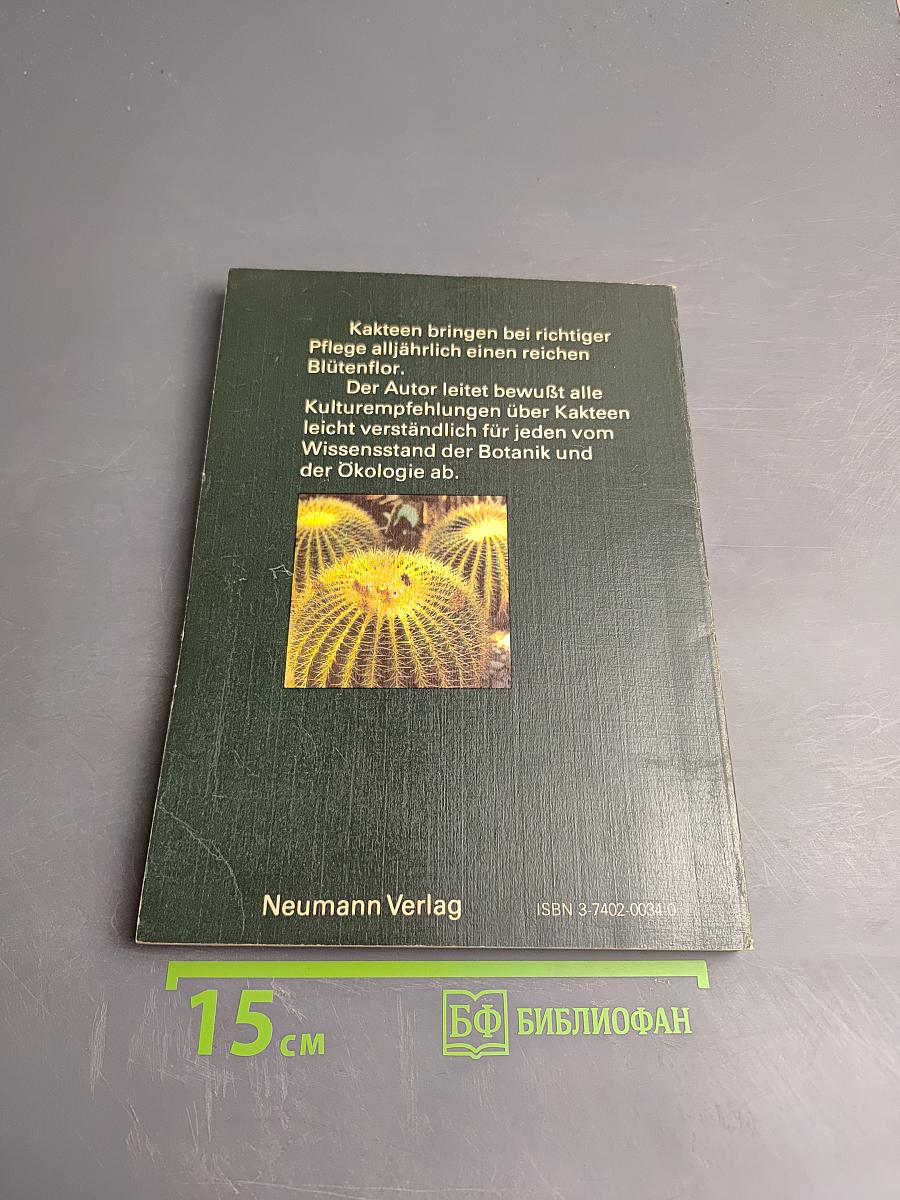 Kakteen bringen bei richtiger
Pflege alljährlich einen reichen
Blütenflor.
Der Autor leitet bewußt alle
Kulturempfehlungen über Kakteen
leicht verständlich für jeden vom
Wissensstand der Botanik und
der Ökologie ab.
Neumann Verlag
ISBN 3-7402-0034-0
15 см
БФ БИБЛИОФАН